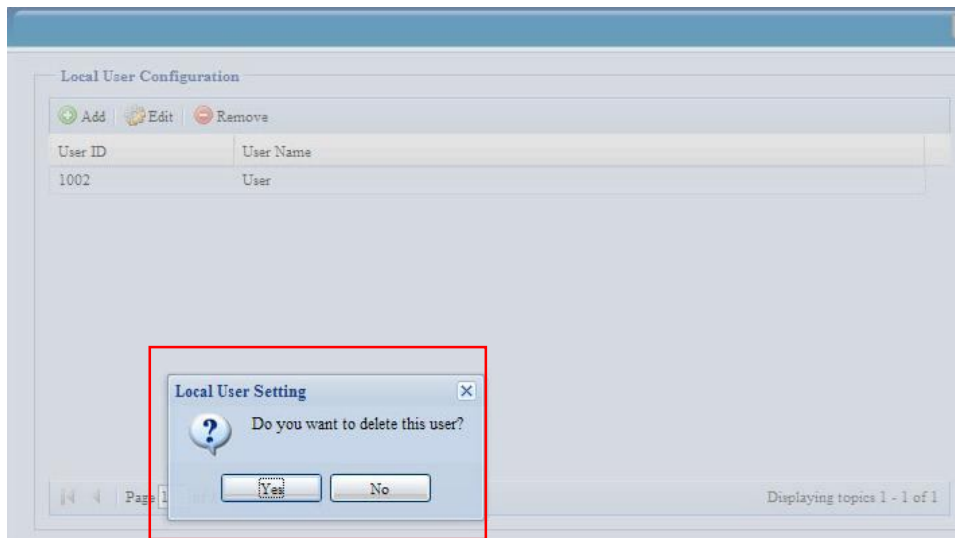 Local User Configuration
Add Edit Remove
User ID User Name
1002 User
Local User Setting
Do you want to delete this user?
Yes No
Page 1 Displaying topics 1 - 1 of 1